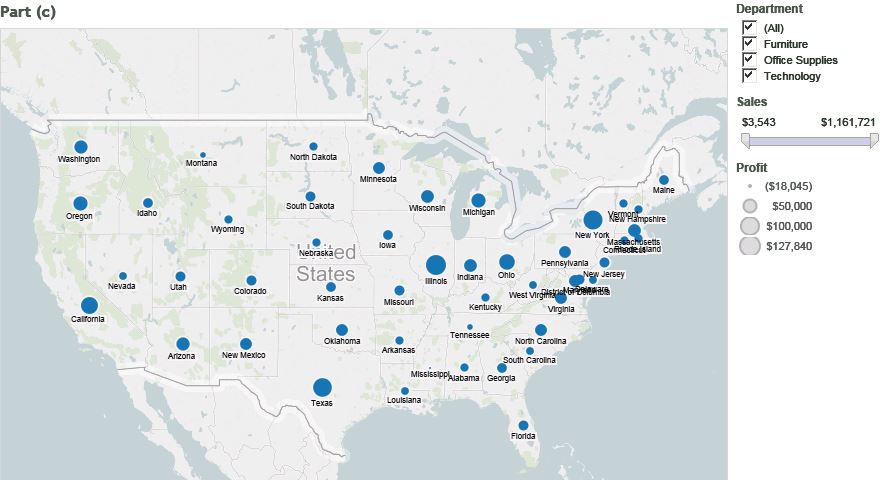 Part (c)
Department
(All)
Furniture
Office Supplies
Technology
Sales
$3,543 $1,161,721
Profit
($18,045)
$50,000
$100,000
$127,840
Washington
Montana
North Dakota
Minnesota
Maine
Oregon
Idaho
South Dakota
Wisconsin
Michigan
Vermont
New Hampshire
Wyoming
Iowa
New York
Massachusetts
Rhode Island
Connecticut
United
States
Nebraska
Nevada
Utah
Colorado
Kansas
Missouri
Illinois
Indiana
Ohio
Pennsylvania
New Jersey
Delaware
District of Columbia
West Virginia
Virginia
Kentucky
California
Arizona
New Mexico
Oklahoma
Arkansas
Tennessee
North Carolina
South Carolina
Mississippi
Alabama
Georgia
Texas
Louisiana
Florida